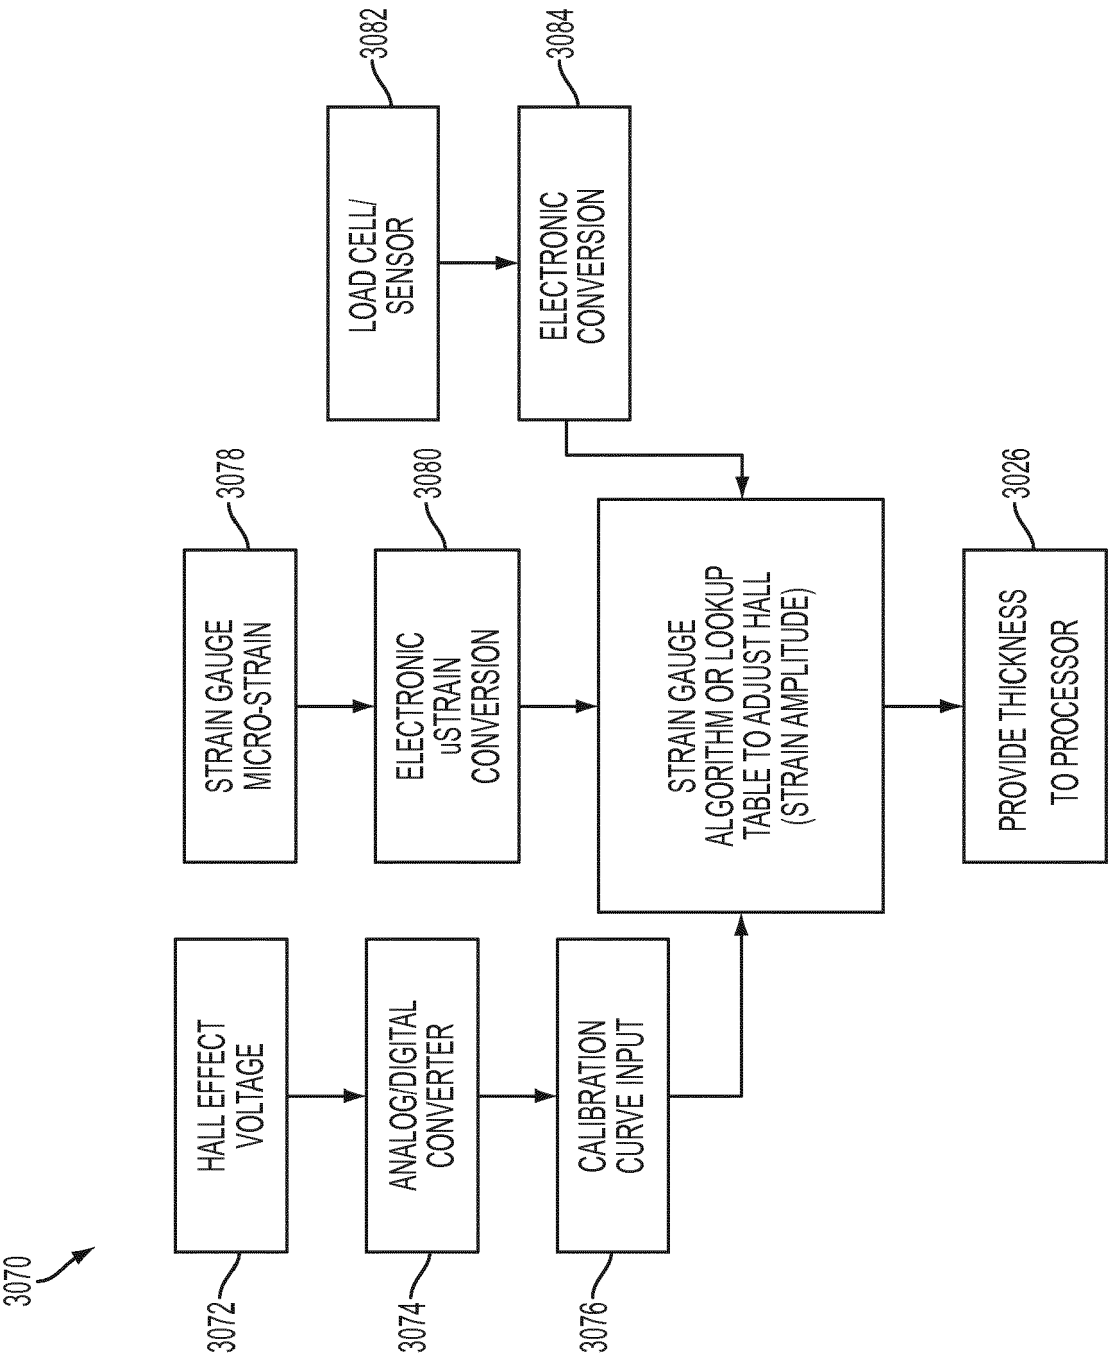 3070
3072
HALL EFFECT
VOLTAGE
3074
ANALOG/DIGITAL
CONVERTER
3076
CALIBRATION
CURVE INPUT
3078
STRAIN GAUGE
MICRO-STRAIN
3080
ELECTRONIC
uSTRAIN
CONVERSION
3082
LOAD CELL/
SENSOR
3084
ELECTRONIC
CONVERSION
STRAIN GAUGE
ALGORITHM OR LOOKUP
TABLE TO ADJUST HALL
(STRAIN AMPLITUDE)
3026
PROVIDE THICKNESS
TO PROCESSOR